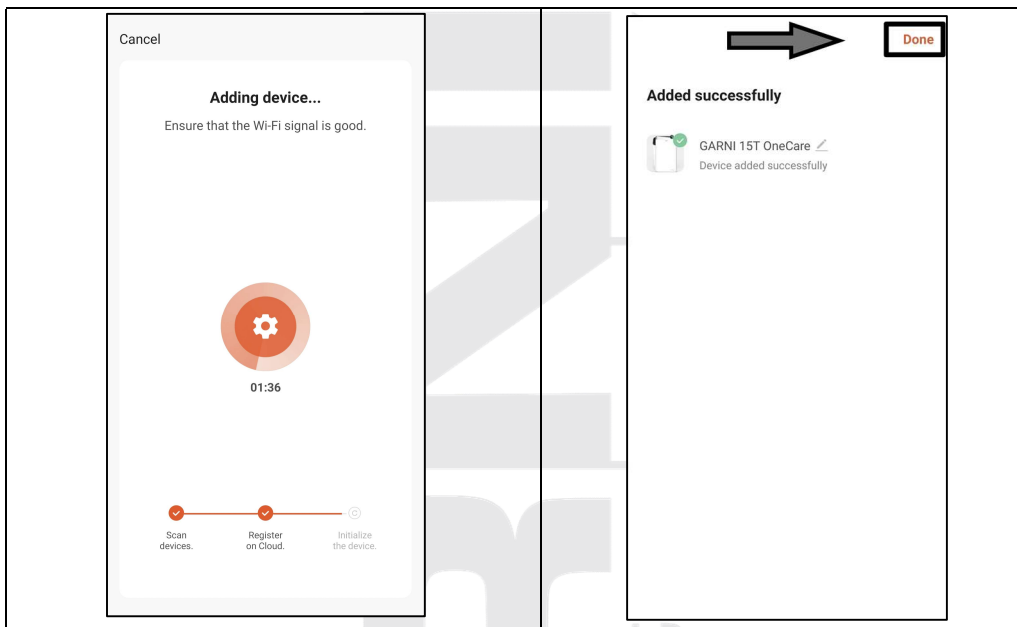 Cancel
Adding device...
Ensure that the Wi-Fi signal is good.
01:36
Scan
devices.
Register
on Cloud.
Initialize
the device.
Done
Added successfully
GARNI 15T OneCare
Device added successfully